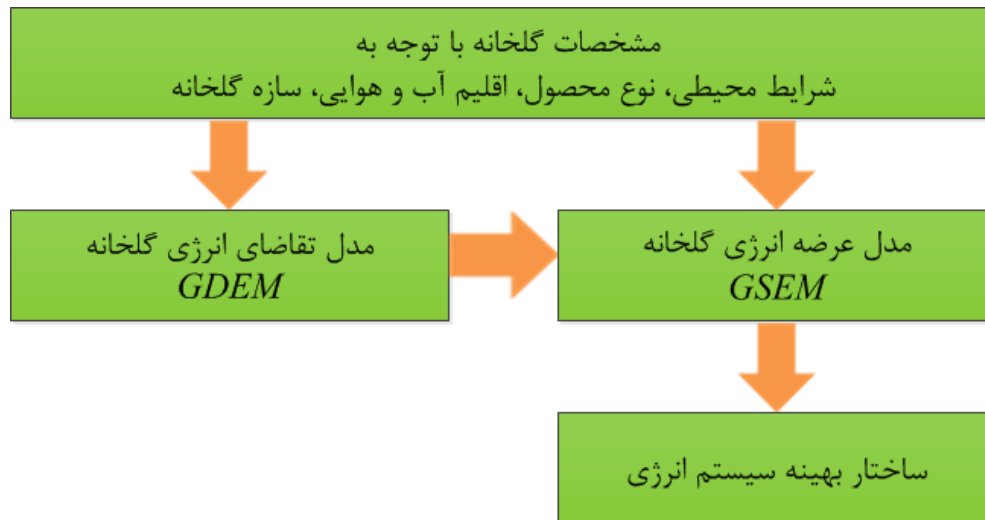 مشخصات گلخانه با توجه به
شرایط محیطی، نوع محصول، اقلیم آب و هوایی، سازه گلخانه
مدل عرضه انرژی گلخانه
GSEM
مدل تقاضای انرژی گلخانه
GDEM
ساختار بهینه سیستم انرژی